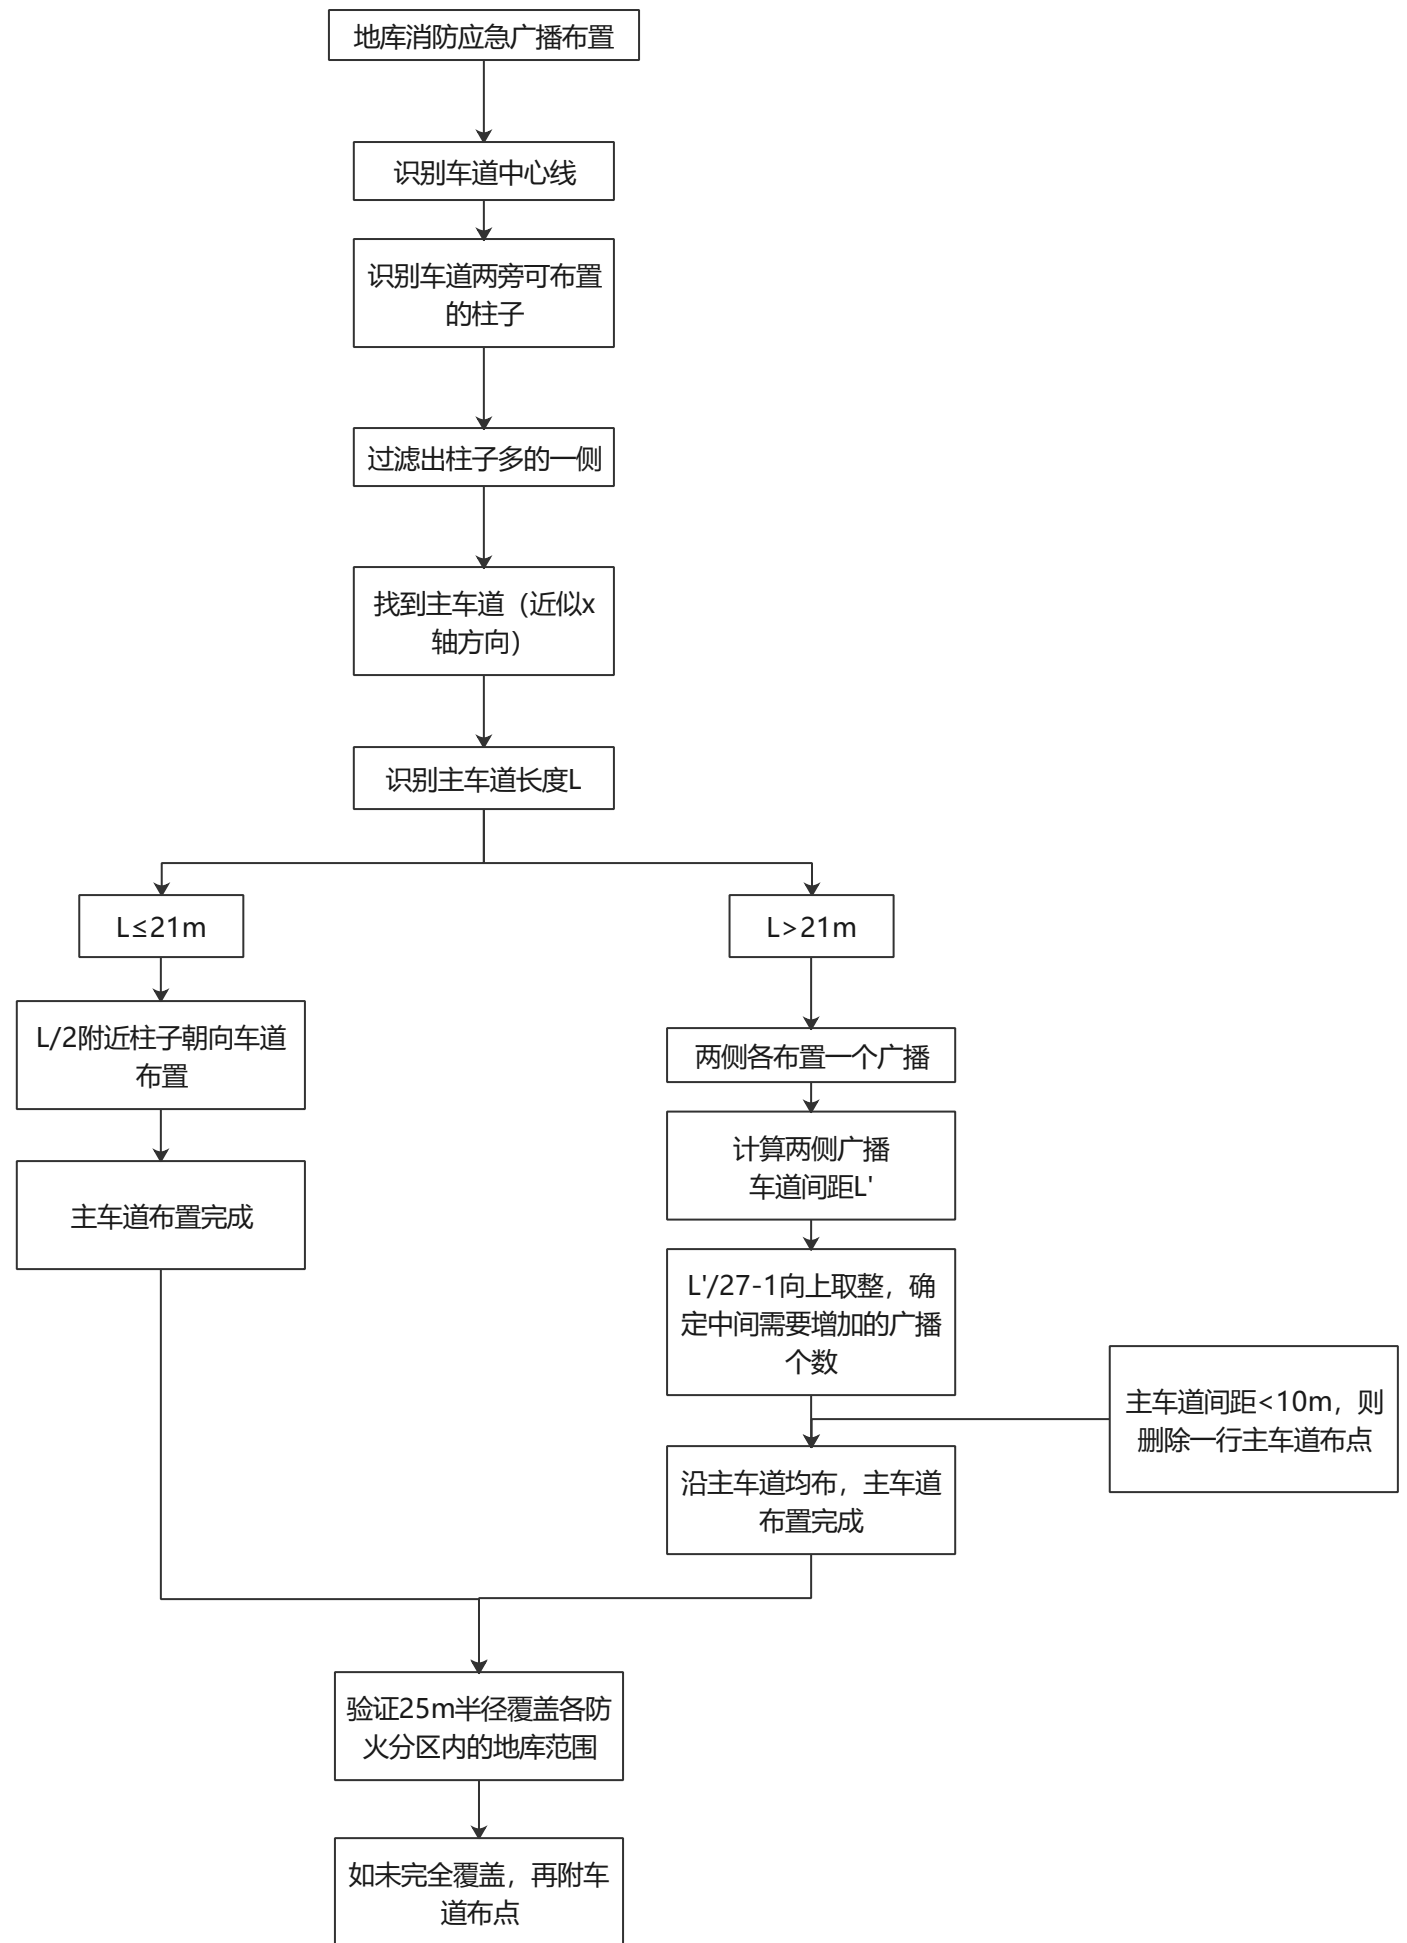 地库消防应急广播布置
识别车道中心线
识别车道两旁可布置
的柱子
过滤出柱子多的一侧
找到主车道（近似x
轴方向）
识别主车道长度L
L≤21m
L>21m
L/2附近柱子朝向车道
布置
两侧各布置一个广播
主车道布置完成
计算两侧广播
车道间距L'
L'/27-1向上取整，确
定中间需要增加的广播
个数
主车道间距<10m，则
删除一行主车道布点
沿主车道均布，主车道
布置完成
验证25m半径覆盖各防
火分区内的地库范围
如未完全覆盖，再附车
道布点